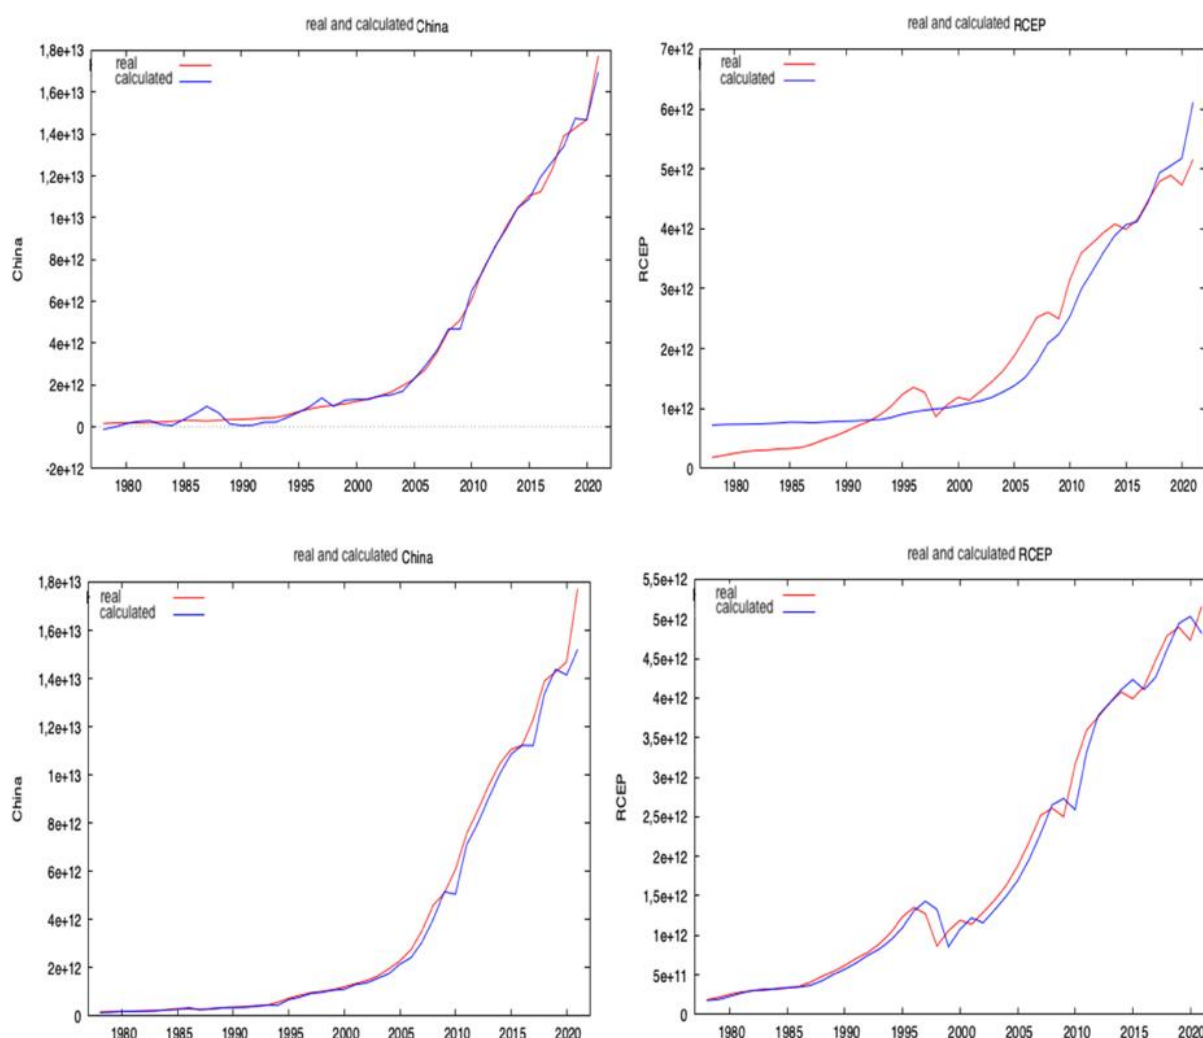 real and calculated China
real
calculated
1,8e+13
1,6e+13
1,4e+13
1,2e+13
1e+13
8e+12
6e+12
4e+12
2e+12
0
-2e+12
China
1980 1985 1990 1995 2000 2005 2010 2015 2020
real and calculated RCEP
real
calculated
7e+12
6e+12
5e+12
4e+12
3e+12
2e+12
1e+12
0
RCEP
1980 1985 1990 1995 2000 2005 2010 2015 2020
real and calculated China
real
calculated
1,8e+13
1,6e+13
1,4e+13
1,2e+13
1e+13
8e+12
6e+12
4e+12
2e+12
0
China
1980 1985 1990 1995 2000 2005 2010 2015 2020
real and calculated RCEP
real
calculated
5,5e+12
5e+12
4,5e+12
4e+12
3,5e+12
3e+12
2,5e+12
2e+12
1,5e+12
1e+12
5e+11
0
RCEP
1980 1985 1990 1995 2000 2005 2010 2015 2020